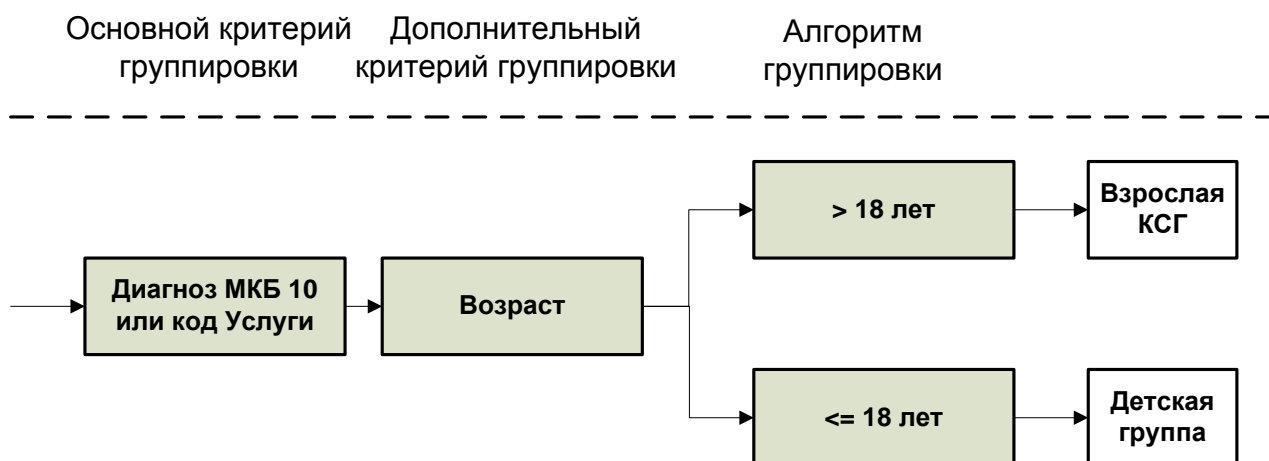 Основной критерий
группировки
Дополнительный
критерий группировки
Алгоритм
группировки
> 18 лет
Взрослая
КСГ
Диагноз МКБ 10
или код Услуги
Возраст
<= 18 лет
Детская
группа